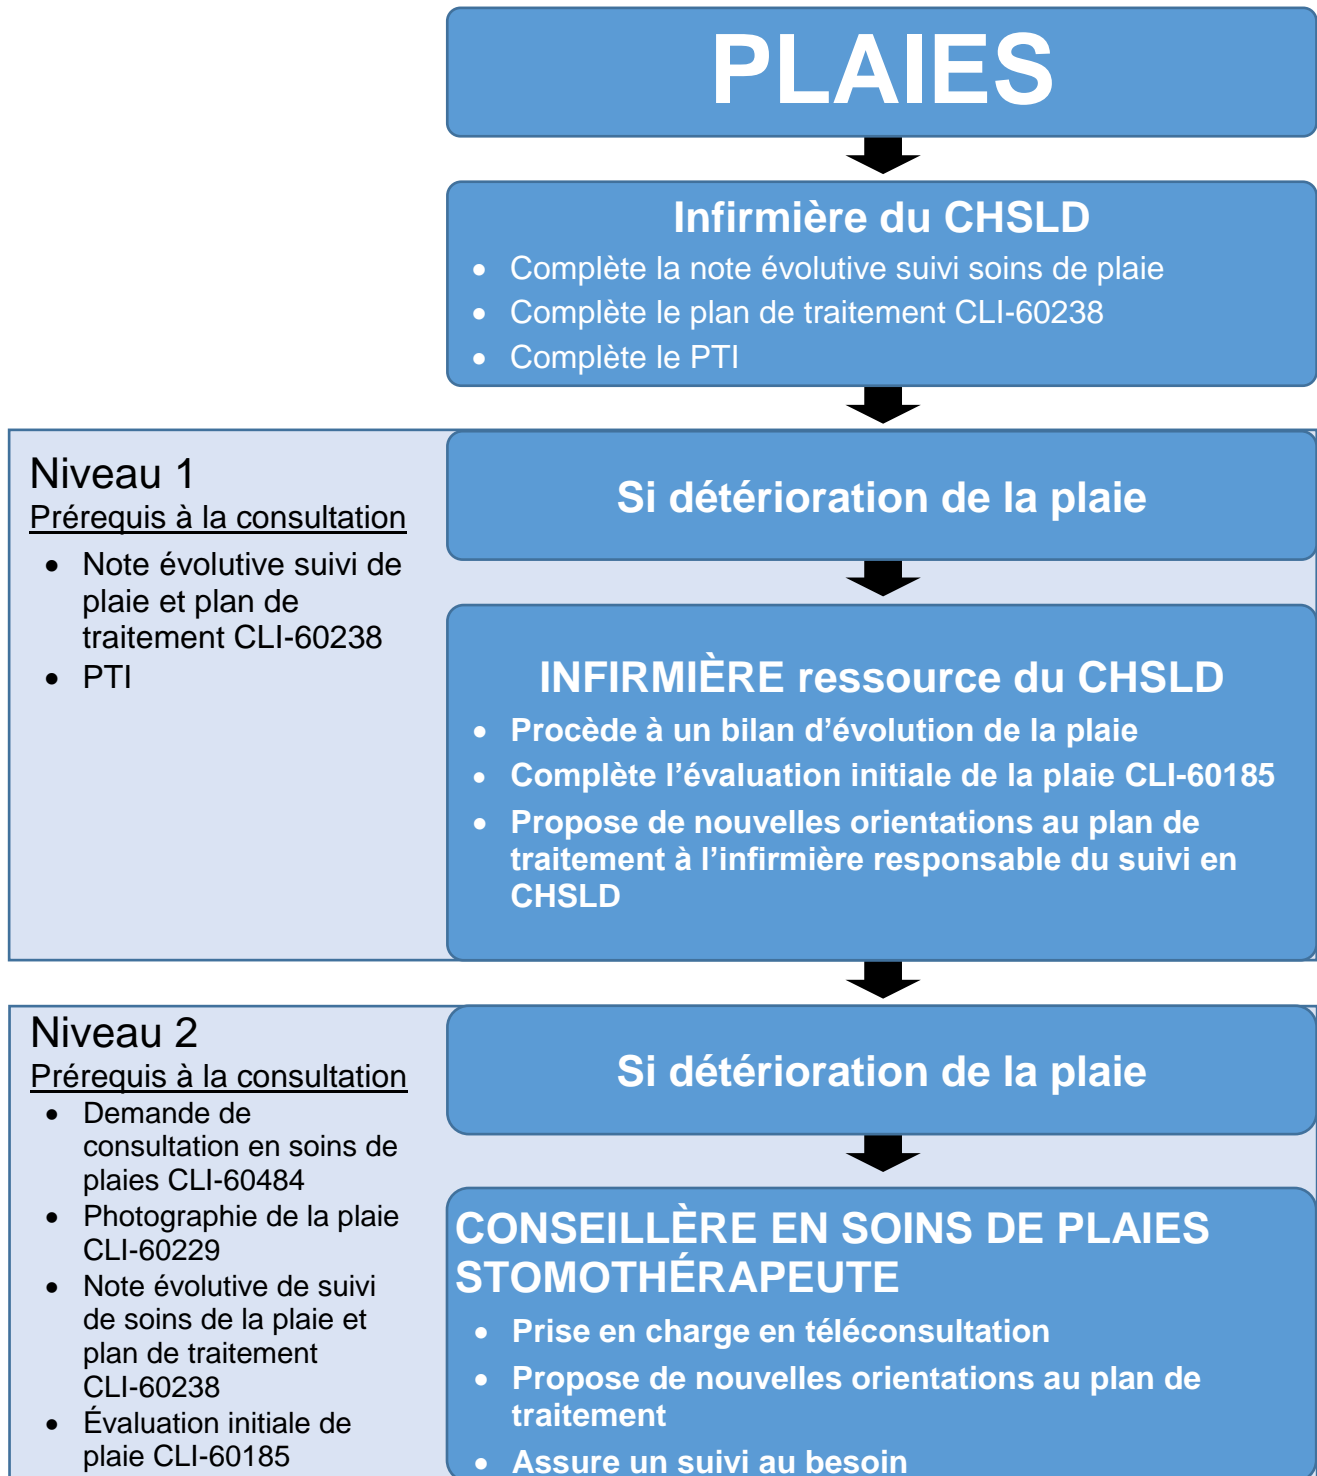 PLAIES
Infirmière du CHSLD
• Complète la note évolutive suivi soins de plaie
• Complète le plan de traitement CLI-60238
• Complète le PTI
Niveau 1
Prérequis à la consultation
• Note évolutive suivi de
plaie et plan de
traitement CLI-60238
• PTI
Si détérioration de la plaie
INFIRMIÈRE ressource du CHSLD
• Procède à un bilan d’évolution de la plaie
• Complète l’évaluation initiale de la plaie CLI-60185
• Propose de nouvelles orientations au plan de
traitement à l’infirmière responsable du suivi en
CHSLD
Niveau 2
Prérequis à la consultation
• Demande de
consultation en soins de
plaies CLI-60484
• Photographie de la plaie
CLI-60229
• Note évolutive de suivi
de soins de la plaie et
plan de traitement
CLI-60238
• Évaluation initiale de
plaie CLI-60185
Si détérioration de la plaie
CONSEILLÈRE EN SOINS DE PLAIES
STOMOTHÉRAPEUTE
• Prise en charge en téléconsultation
• Propose de nouvelles orientations au plan de
traitement
• Assure un suivi au besoin